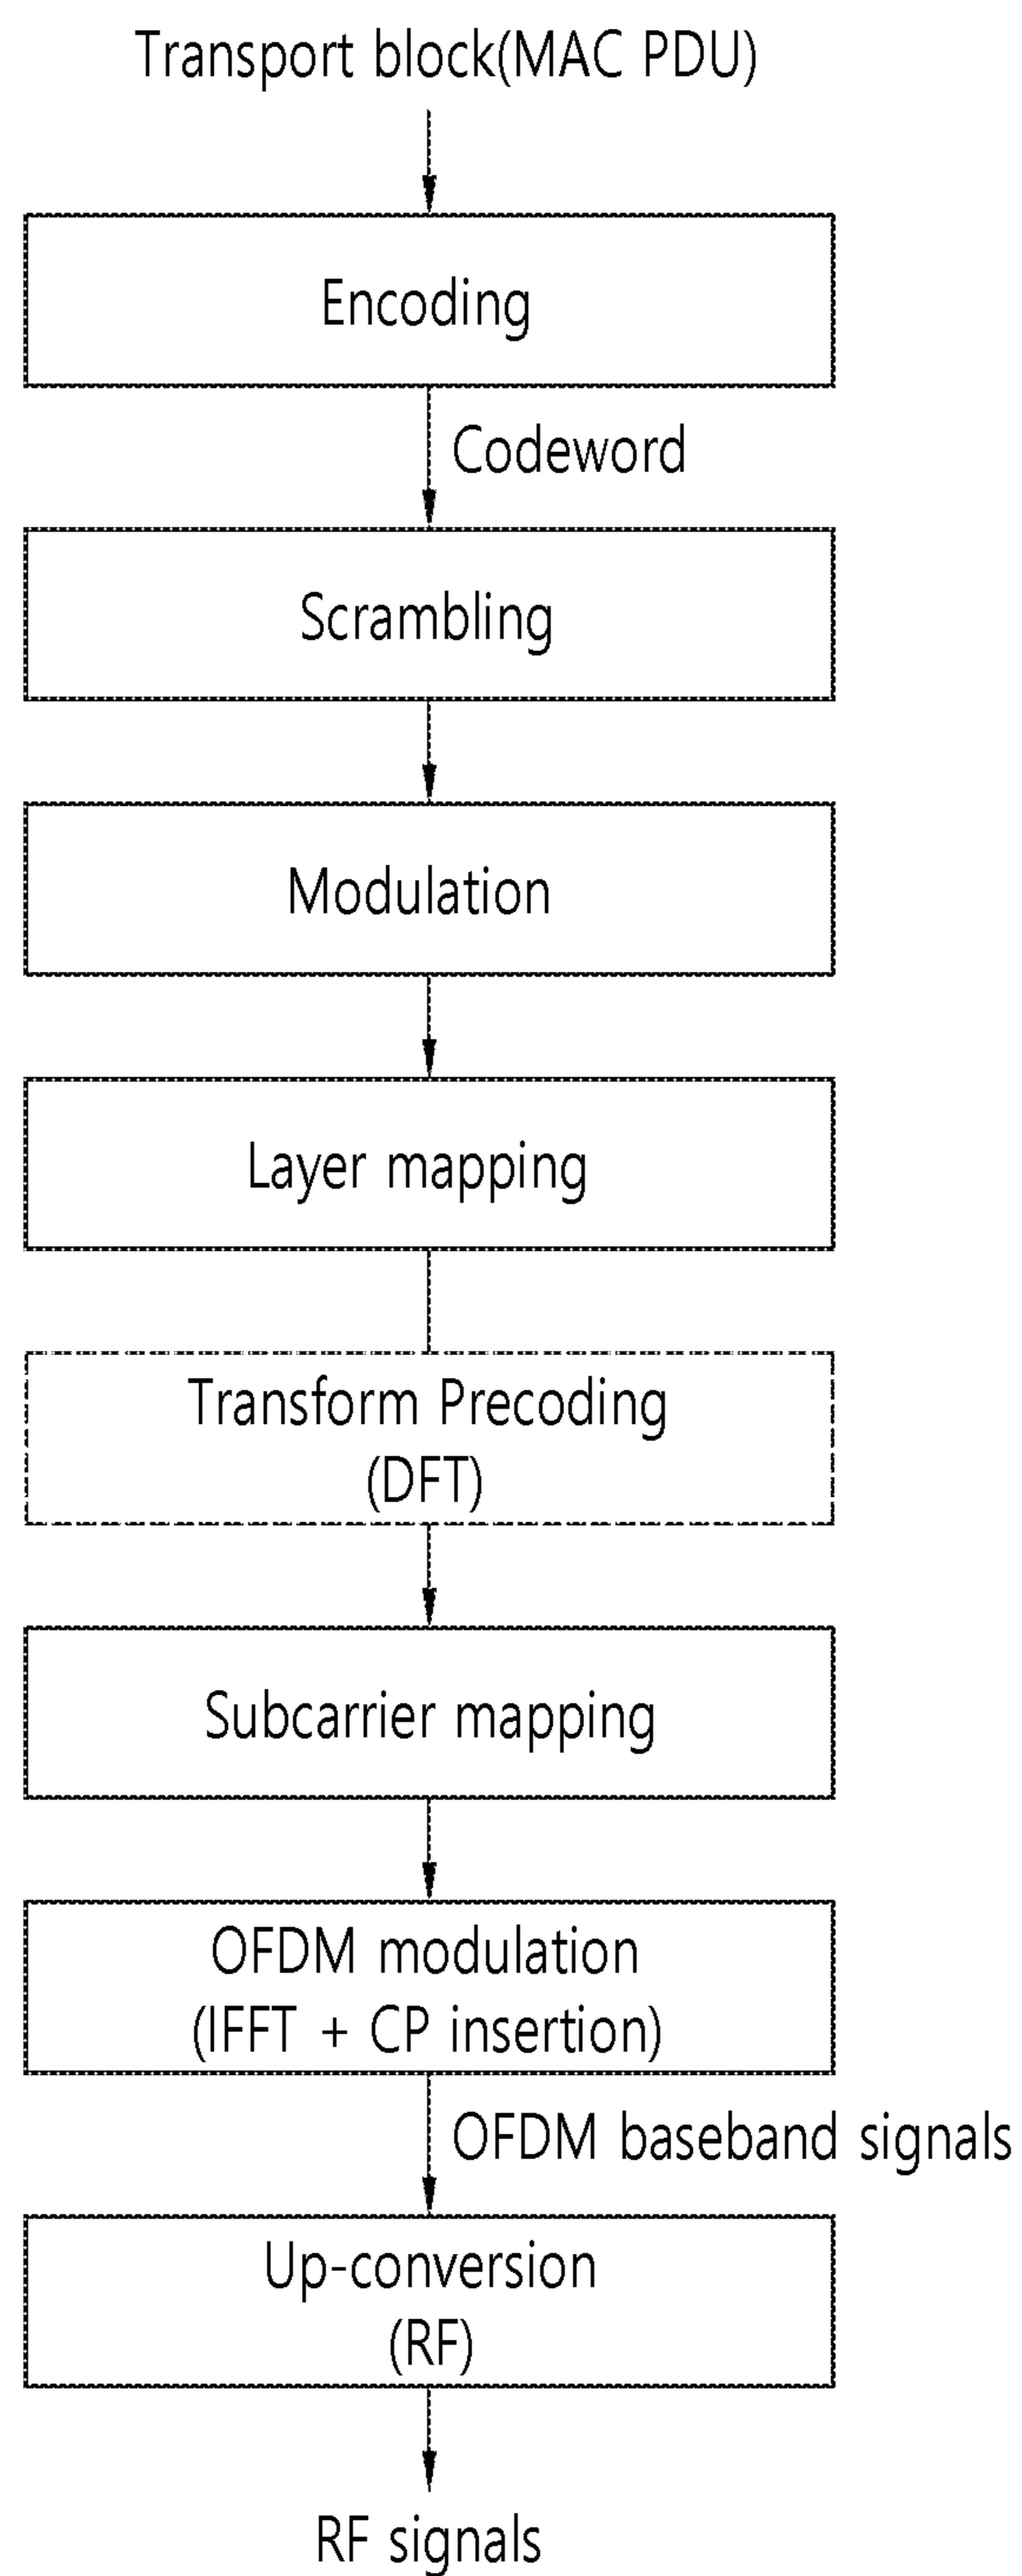 Transport block(MAC PDU)
Encoding
Codeword
Scrambling
Modulation
Layer mapping
Transform Precoding
(DFT)
Subcarrier mapping
OFDM modulation
(IFFT + CP insertion)
OFDM baseband signals
Up-conversion
(RF)
RF signals